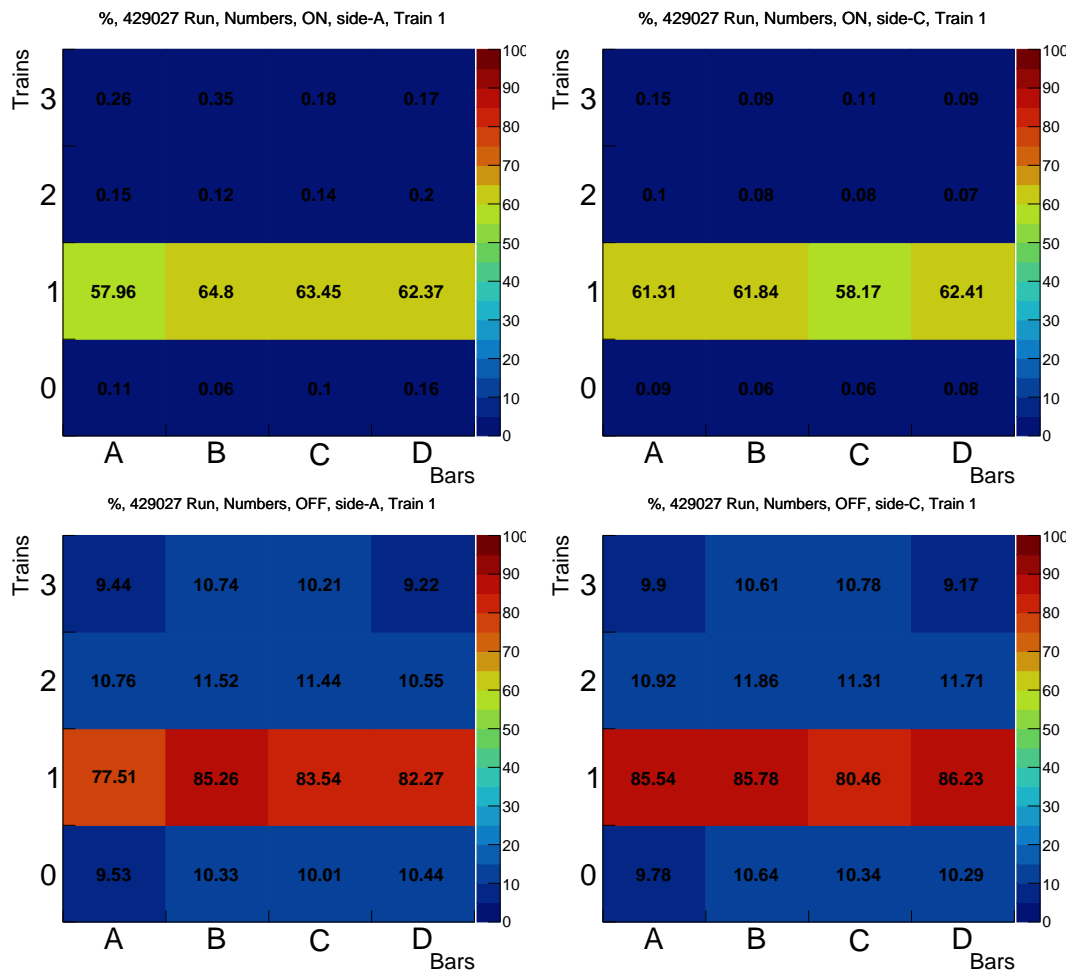 %, 429027 Run, Numbers, ON, side-A, Train 1
Trains
3 0.26 0.35 0.18 0.17
2 0.15 0.12 0.14 0.2
1 57.96 64.8 63.45 62.37
0 0.11 0.06 0.1 0.16
A B C D
Bars
100
90
80
70
60
50
40
30
20
10
0
%, 429027 Run, Numbers, ON, side-C, Train 1
Trains
3 0.15 0.09 0.11 0.09
2 0.1 0.08 0.08 0.07
1 61.31 61.84 58.17 62.41
0 0.09 0.06 0.06 0.08
A B C D
Bars
100
90
80
70
60
50
40
30
20
10
0
%, 429027 Run, Numbers, OFF, side-A, Train 1
Trains
3 9.44 10.74 10.21 9.22
2 10.76 11.52 11.44 10.55
1 77.51 85.26 83.54 82.27
0 9.53 10.33 10.01 10.44
A B C D
Bars
100
90
80
70
60
50
40
30
20
10
0
%, 429027 Run, Numbers, OFF, side-C, Train 1
Trains
3 9.9 10.61 10.78 9.17
2 10.92 11.86 11.31 11.71
1 85.54 85.78 80.46 86.23
0 9.78 10.64 10.34 10.29
A B C D
Bars
100
90
80
70
60
50
40
30
20
10
0